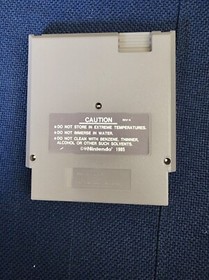 CAUTION
DO NOT STORE IN EXTREME TEMPERATURES.
DO NOT IMMERSE IN WATER.
DO NOT CLEAN WITH BENZENE, THINNER,
ALCOHOL OR OTHER SUCH SOLVENTS.
©Nintendo 1985